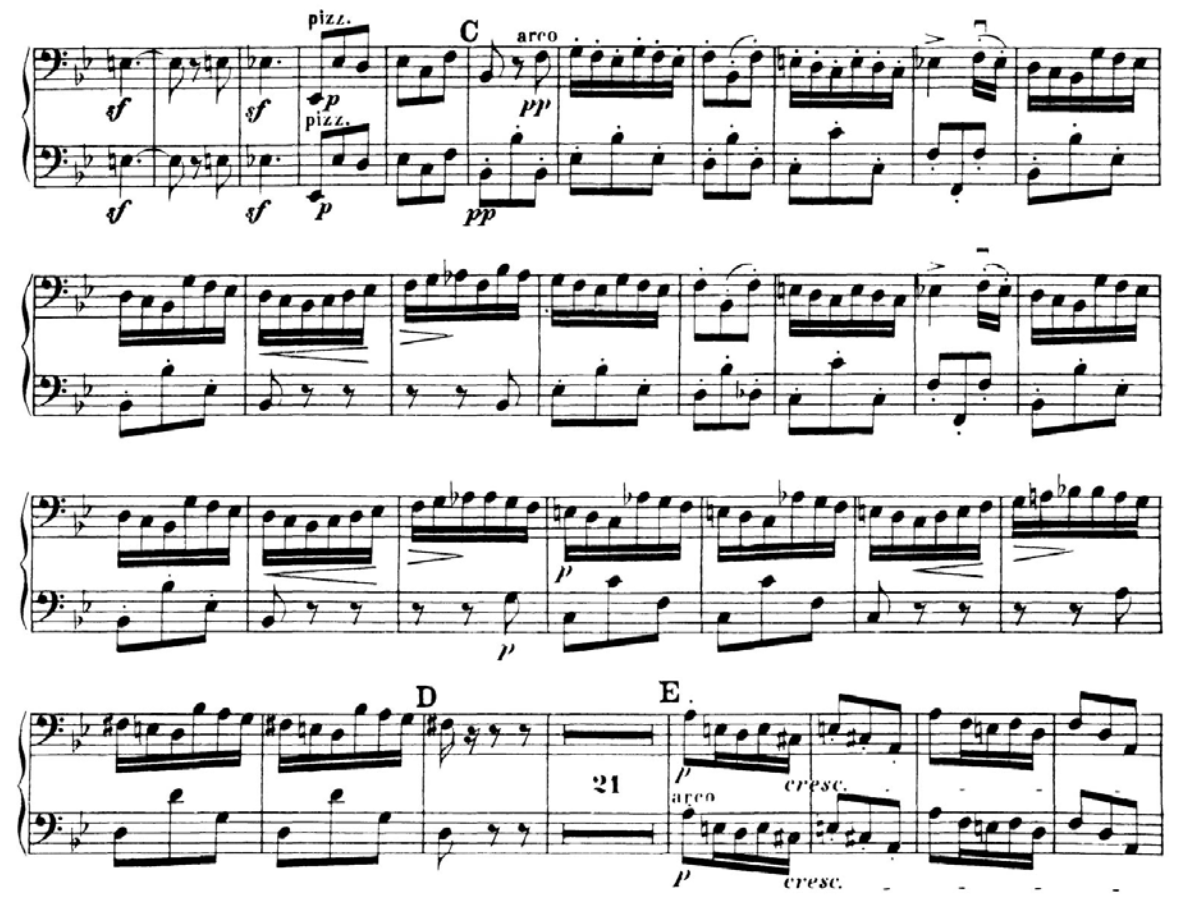 pizz. C arco
sf sf p pp
pizz.
sf sf p pp
p
p
D E
p cresc.
21 arco
p cresc.